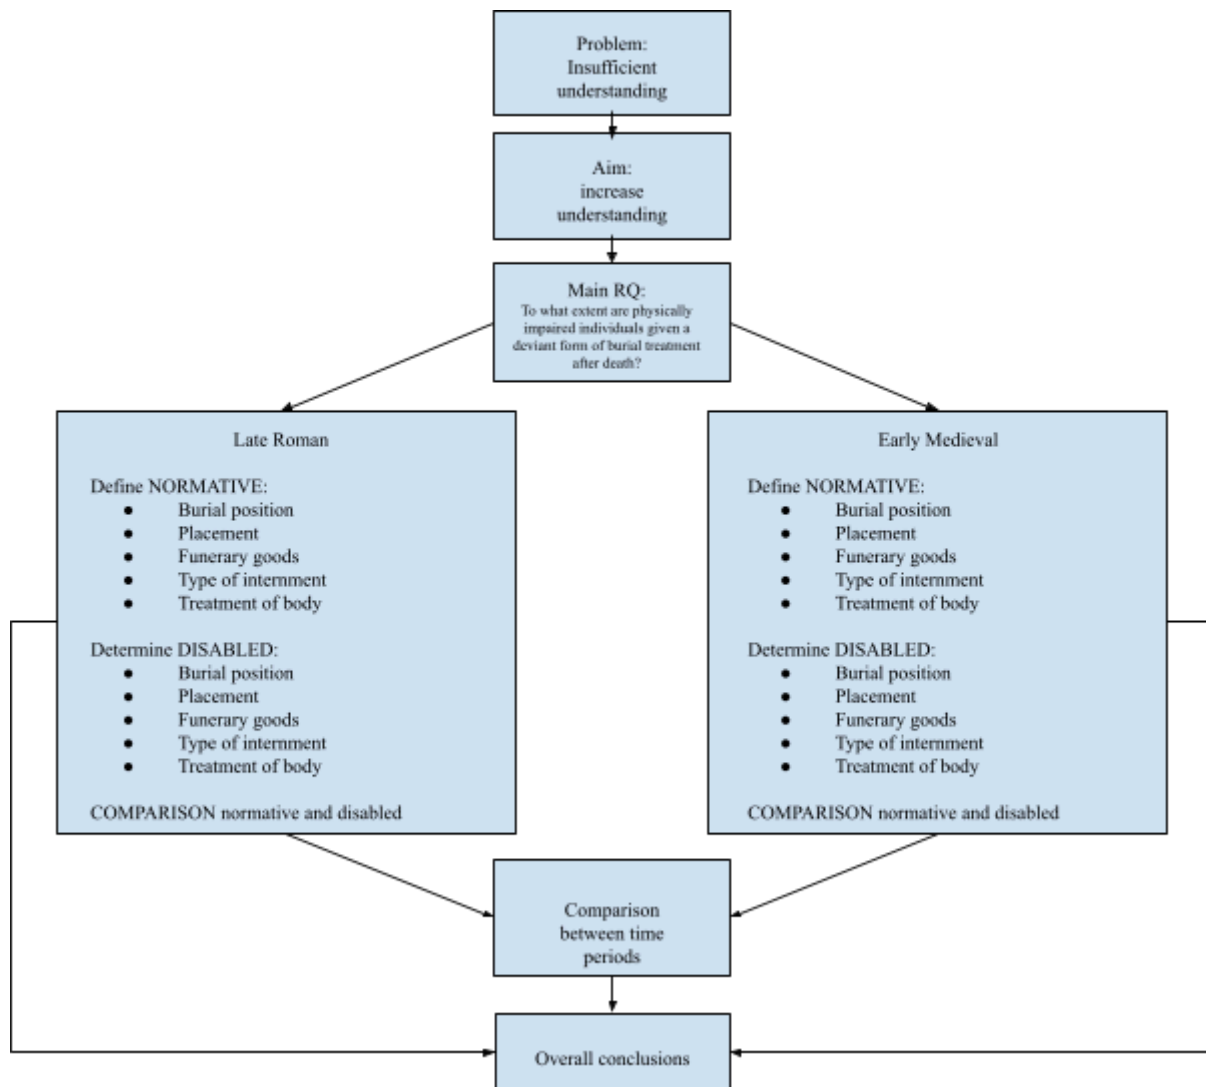 Problem:
Insufficient
understanding
Aim:
increase
understanding
Main RQ:
To what extent are physically
impaired individuals given a
deviant form of burial treatment
after death?
Late Roman
Define NORMATIVE:
● Burial position
● Placement
● Funerary goods
● Type of internment
● Treatment of body
Determine DISABLED:
● Burial position
● Placement
● Funerary goods
● Type of internment
● Treatment of body
COMPARISON normative and disabled
Early Medieval
Define NORMATIVE:
● Burial position
● Placement
● Funerary goods
● Type of internment
● Treatment of body
Determine DISABLED:
● Burial position
● Placement
● Funerary goods
● Type of internment
● Treatment of body
COMPARISON normative and disabled
Comparison
between time
periods
Overall conclusions